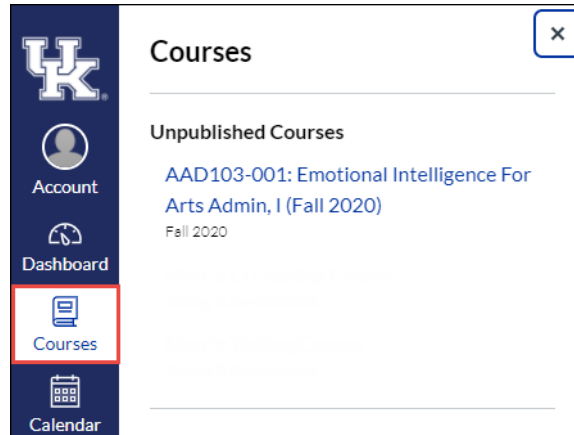 UK
Courses
×
Unpublished Courses
AAD103-001: Emotional Intelligence For
Arts Admin, I (Fall 2020)
Fall 2020
Account
Dashboard
Courses
Calendar